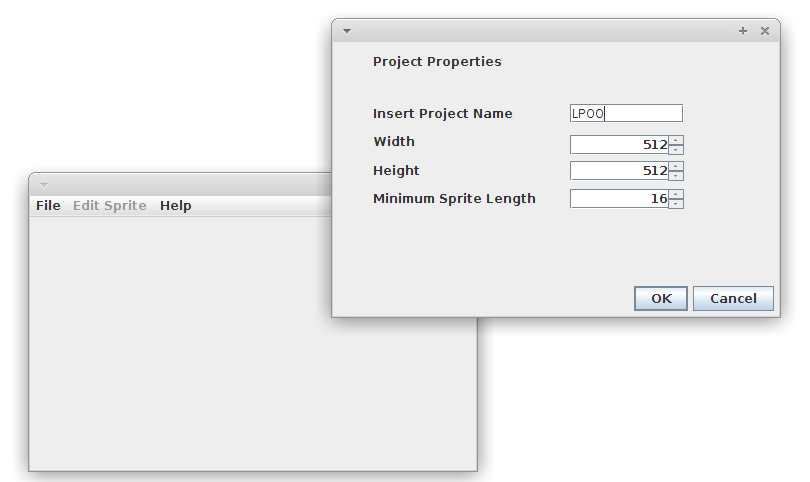 Project Properties
Insert Project Name LPOO
Width 512
Height 512
Minimum Sprite Length 16
OK Cancel
File Edit Sprite Help